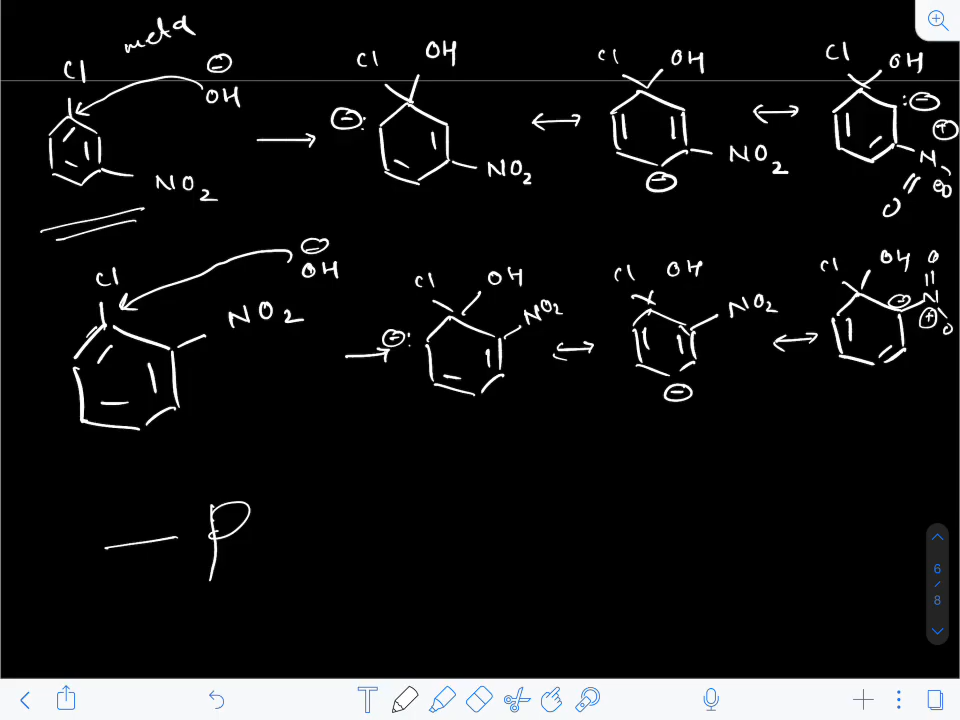 meta
Cl ⊖ OH NO2 → Cl OH ⊖: NO2 ↔ Cl OH ⊖ NO2 ↔ Cl OH :⊖ ⊕ N O O
Cl ⊖ OH NO2 → Cl OH ⊖: NO2 ↔ Cl OH ⊖ NO2 ↔ Cl OH ⊖ O N ⊕ O
— P
6
/
8
T